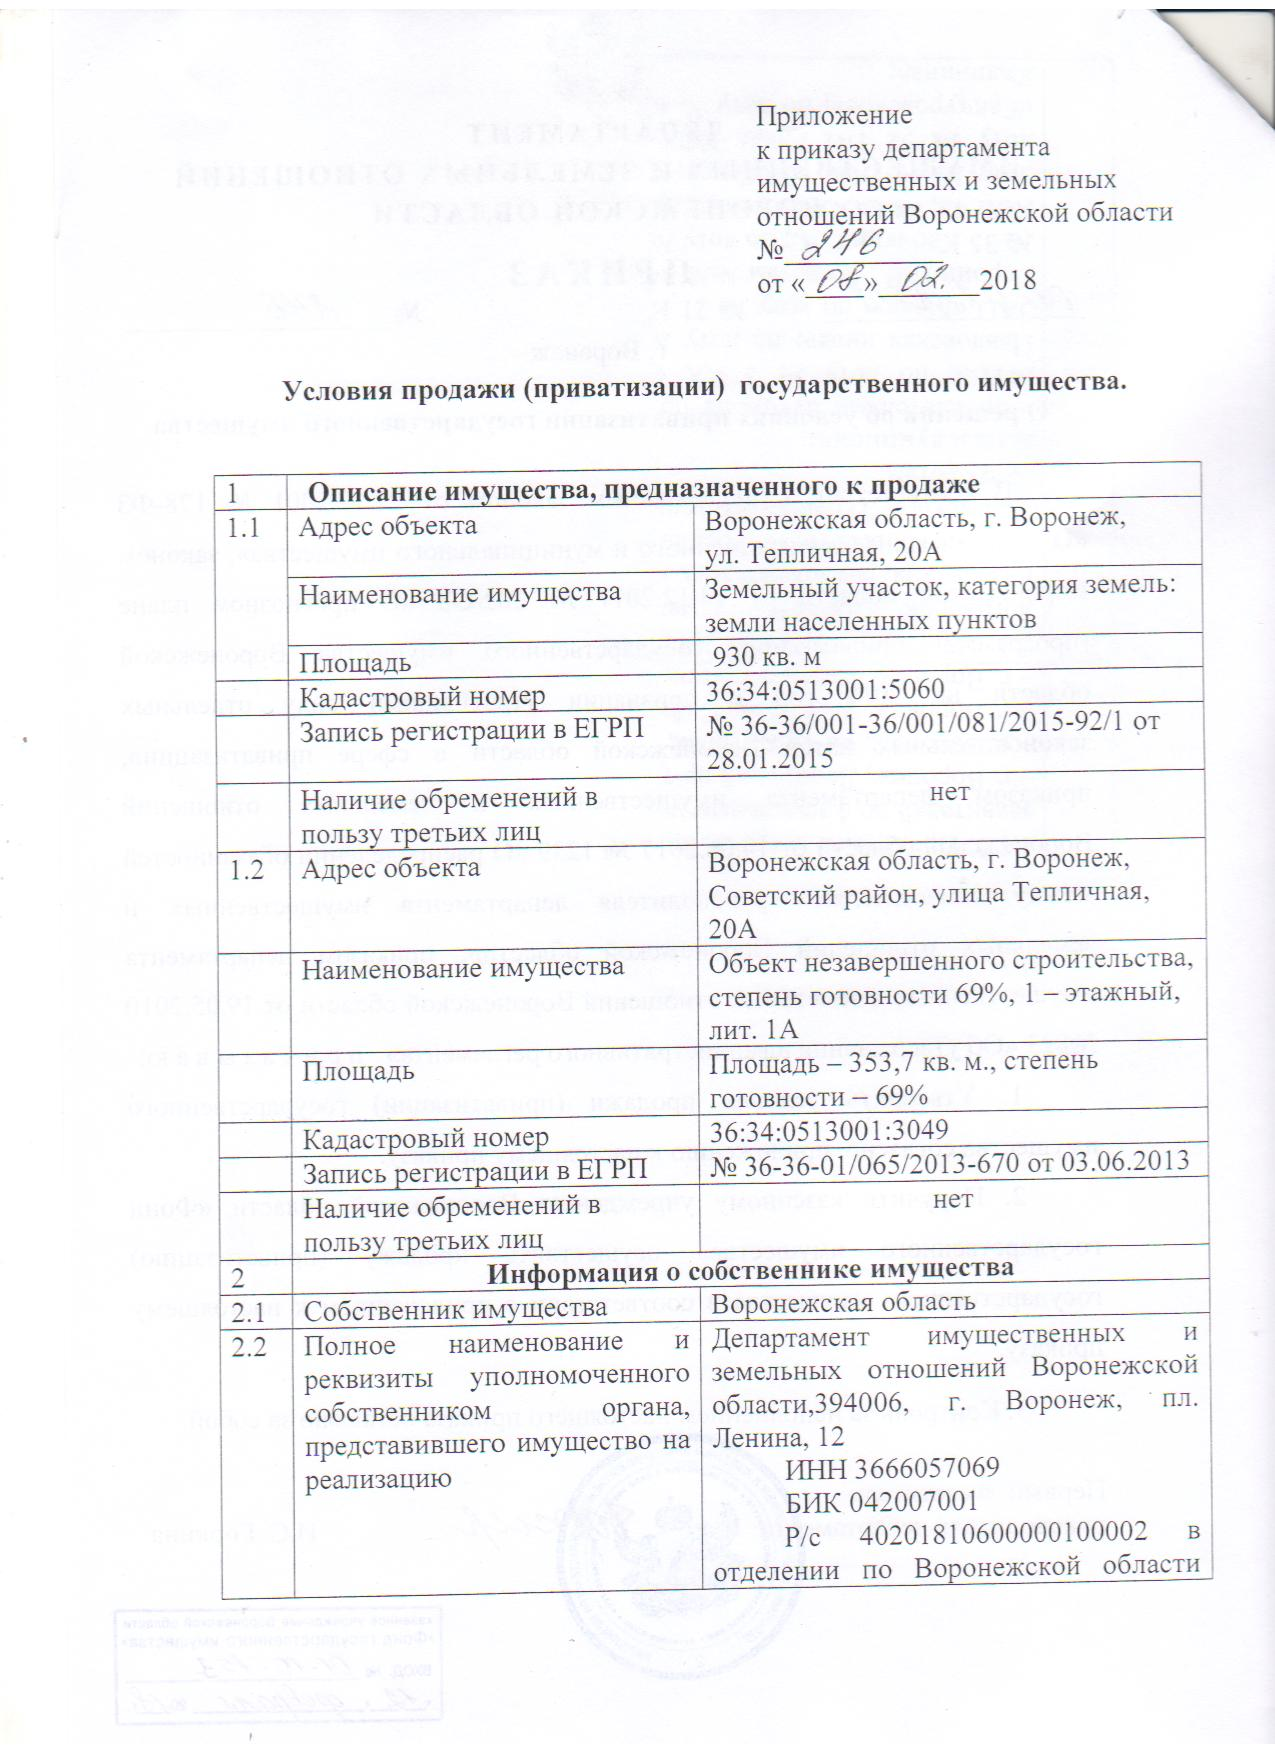 Приложение
к приказу департамента
имущественных и земельных
отношений Воронежской области
№ 246
от « 08 » 02. 2018
Условия продажи (приватизации) государственного имущества.
1 Описание имущества, предназначенного к продаже
1.1 Адрес объекта Воронежская область, г. Воронеж,
ул. Тепличная, 20А
Наименование имущества Земельный участок, категория земель:
земли населенных пунктов
Площадь 930 кв. м
Кадастровый номер 36:34:0513001:5060
Запись регистрации в ЕГРП № 36-36/001-36/001/081/2015-92/1 от
28.01.2015
Наличие обременений в нет
пользу третьих лиц
1.2 Адрес объекта Воронежская область, г. Воронеж,
Советский район, улица Тепличная,
20А
Наименование имущества Объект незавершенного строительства,
степень готовности 69%, 1 – этажный,
лит. 1А
Площадь Площадь – 353,7 кв. м., степень
готовности – 69%
Кадастровый номер 36:34:0513001:3049
Запись регистрации в ЕГРП № 36-36-01/065/2013-670 от 03.06.2013
Наличие обременений в нет
пользу третьих лиц
2 Информация о собственнике имущества
2.1 Собственник имущества Воронежская область
2.2 Полное наименование и Департамент имущественных и
реквизиты уполномоченного земельных отношений Воронежской
собственником органа, области,394006, г. Воронеж, пл.
представившего имущество на Ленина, 12
реализацию ИНН 3666057069
БИК 042007001
Р/с 40201810600000100002 в
отделении по Воронежской области